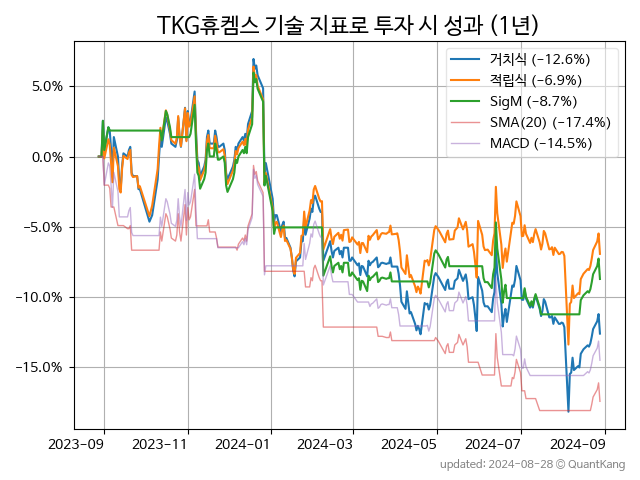 TKG휴켐스 기술 지표로 투자 시 성과 (1년)
거치식 (−12.6%)
적립식 (−6.9%)
SigM (−8.7%)
SMA(20) (−17.4%)
MACD (−14.5%)
5.0%
0.0%
−5.0%
−10.0%
−15.0%
2023-09 2023-11 2024-01 2024-03 2024-05 2024-07 2024-09
updated: 2024-08-28 © QuantKang